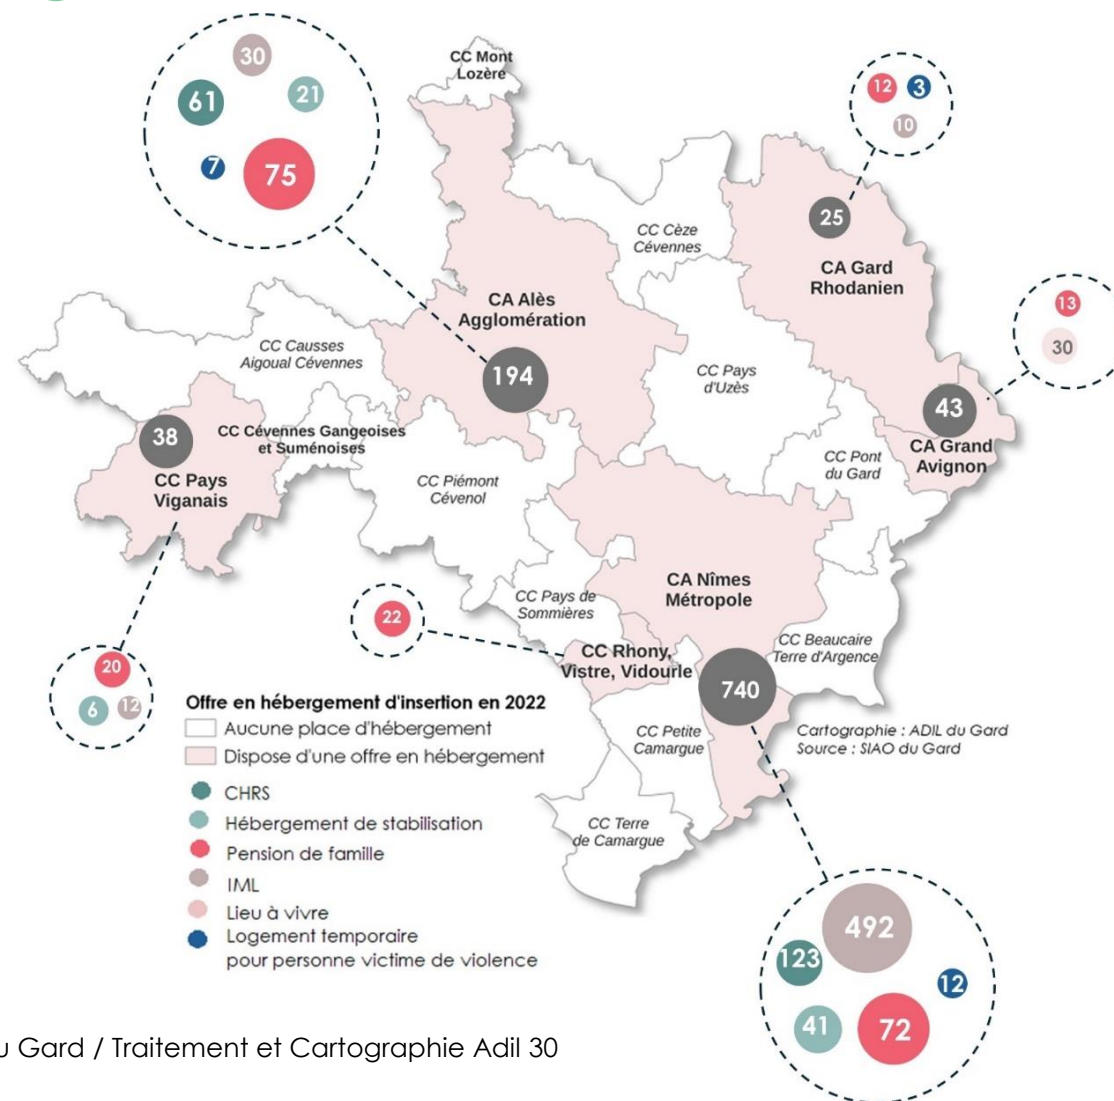 30
61
21
7
75
CC Mont
Lozère
12
3
10
25
CA Gard
Rhodanien
CC Cèze
Cévennes
CA Alès
Agglomération
194
13
30
CC Causses
Aigoual Cévennes
CC Pays
d'Uzès
43
CA Grand
Avignon
38
CC Pays
Viganais
CC Cévennes Gangeoises
et Suménoises
CC Piémont
Cévenol
CC Pont
du Gard
CA Nîmes
Métropole
CC Pays de
Sommières
22
CC Rhony,
Vistre, Vidourle
CC Beaucaire
Terre d'Argence
740
20
6
12
CC Petite
Camargue
CC Terre
de Camargue
Cartographie : ADIL du Gard
Source : SIAO du Gard
Offre en hébergement d'insertion en 2022
Aucune place d'hébergement
Dispose d'une offre en hébergement
CHRS
Hébergement de stabilisation
Pension de famille
IML
Lieu à vivre
Logement temporaire
pour personne victime de violence
492
123
12
41
72
u Gard / Traitement et Cartographie Adil 30